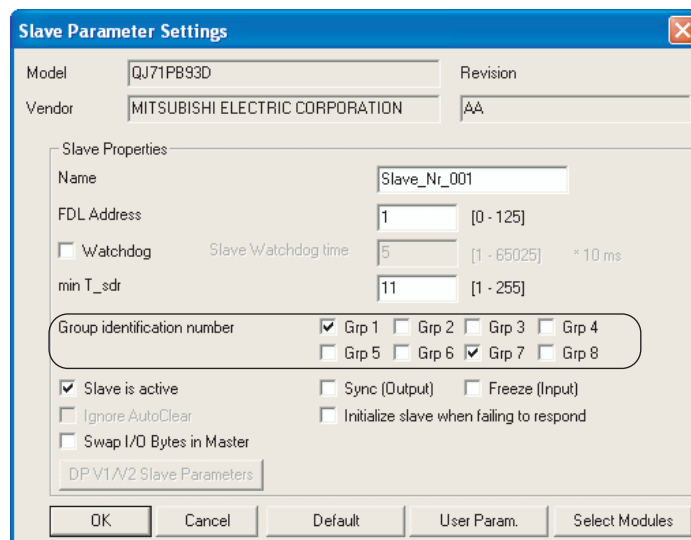 Slave Parameter Settings
Model QJ71PB93D Revision
Vendor MITSUBISHI ELECTRIC CORPORATION AA
Slave Properties
Name Slave_Nr_001
FDL Address 1 [0 - 125]
Watchdog Slave Watchdog time 5 [1 - 65025] * 10 ms
min T_sdr 11 [1 - 255]
Group identification number Grp 1 Grp 2 Grp 3 Grp 4
Grp 5 Grp 6 Grp 7 Grp 8
Slave is active Sync (Output) Freeze (Input)
Ignore AutoClear Initialize slave when failing to respond
Swap I/O Bytes in Master
DP V1/V2 Slave Parameters
OK Cancel Default User Param. Select Modules